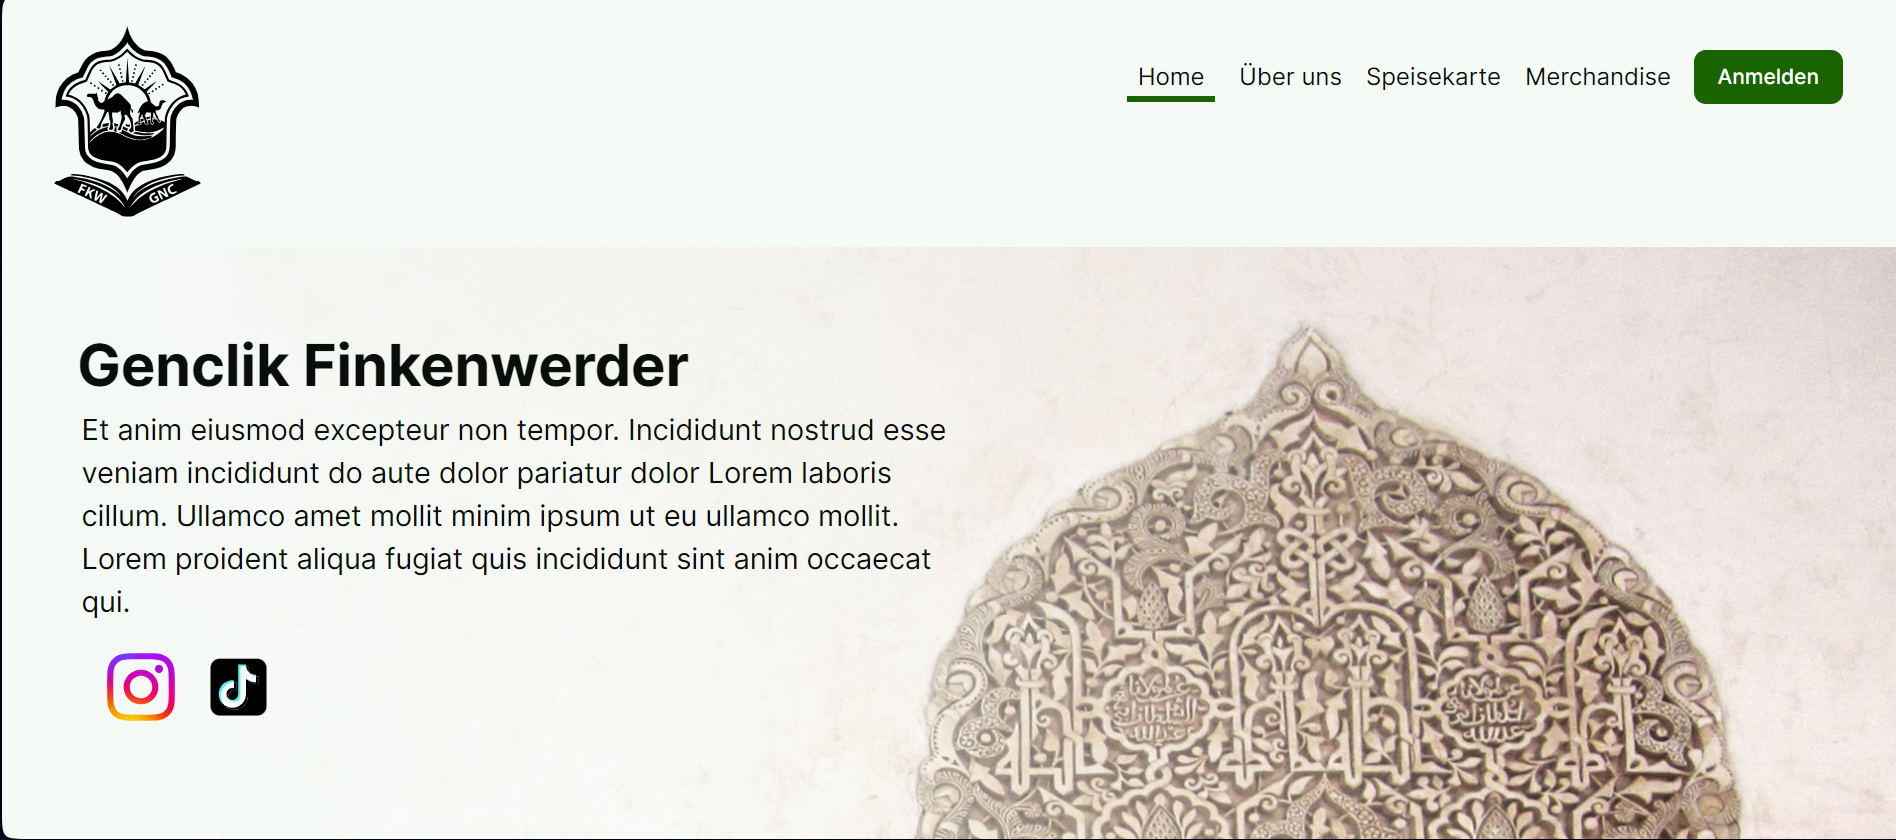 FKW GNC
Home Über uns Speisekarte Merchandise Anmelden
Genclik Finkenwerder
Et anim eiusmod excepteur non tempor. Incididunt nostrud esse
veniam incididunt do aute dolor pariatur dolor Lorem laboris
cillum. Ullamco amet mollit minim ipsum ut eu ullamco mollit.
Lorem proident aliqua fugiat quis incididunt sint anim occaecat
qui.